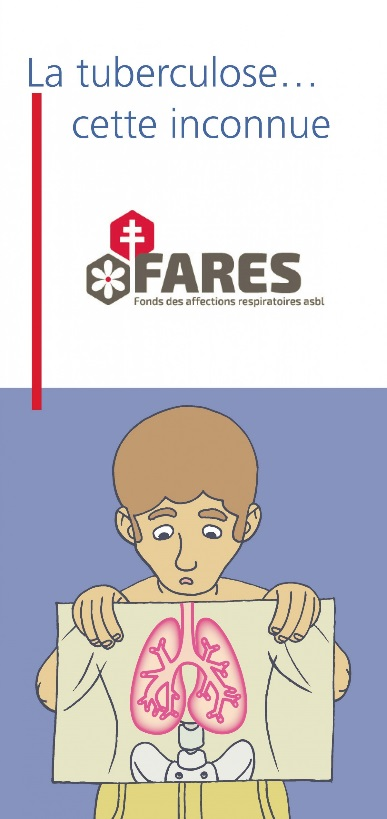 La tuberculose...
cette inconnue
FARES
Fonds des affections respiratoires asbl